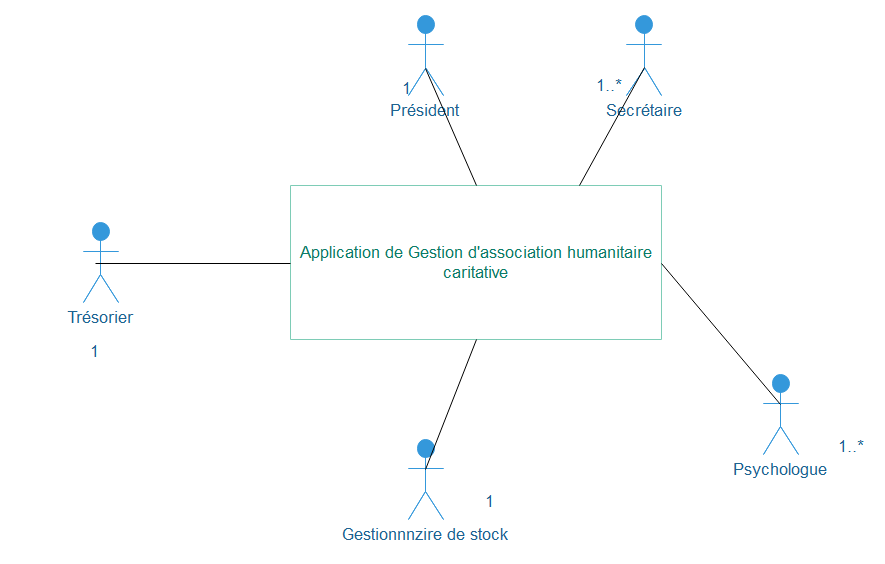 1
Président
1..*
Secrétaire
Application de Gestion d'association humanitaire
caritative
Trésorier
1
Psychologue
1..*
1
Gestionnnzire de stock